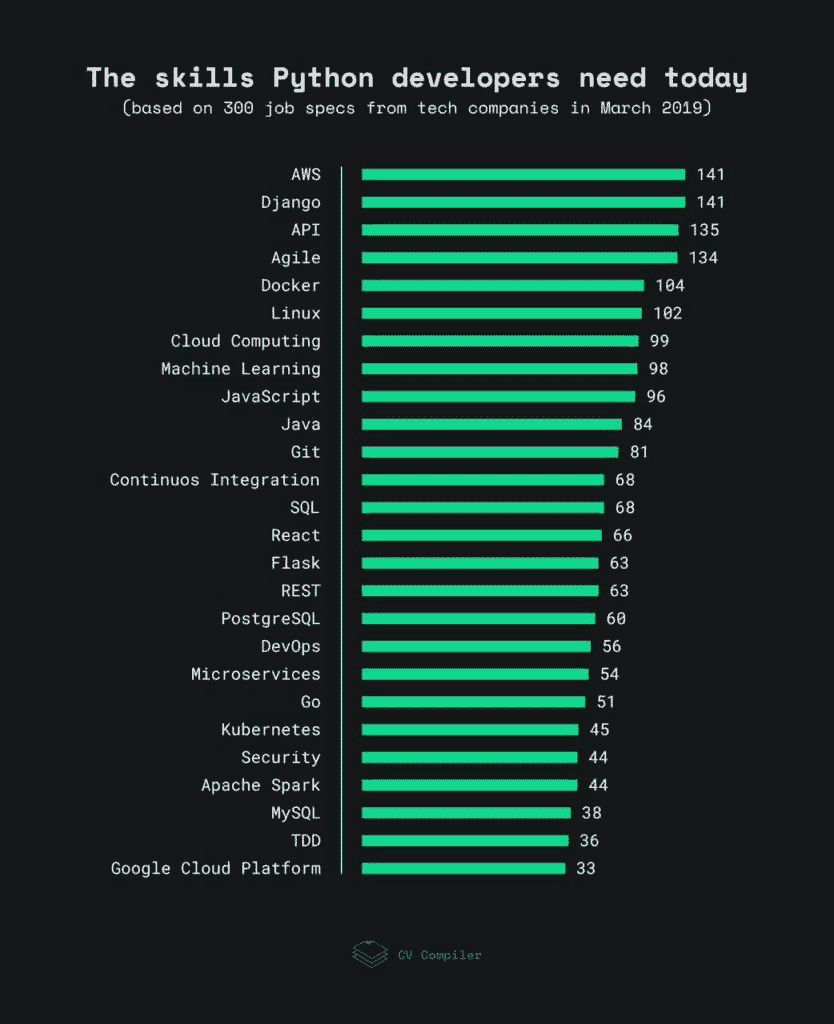 The skills Python developers need today
(based on 300 job specs from tech companies in March 2019)
AWS 141
Django 141
API 135
Agile 134
Docker 104
Linux 102
Cloud Computing 99
Machine Learning 98
JavaScript 96
Java 84
Git 81
Continuos Integration 68
SQL 68
React 66
Flask 63
REST 63
PostgreSQL 60
DevOps 56
Microservices 54
Go 51
Kubernetes 45
Security 44
Apache Spark 44
MySQL 38
TDD 36
Google Cloud Platform 33
CV Compiler